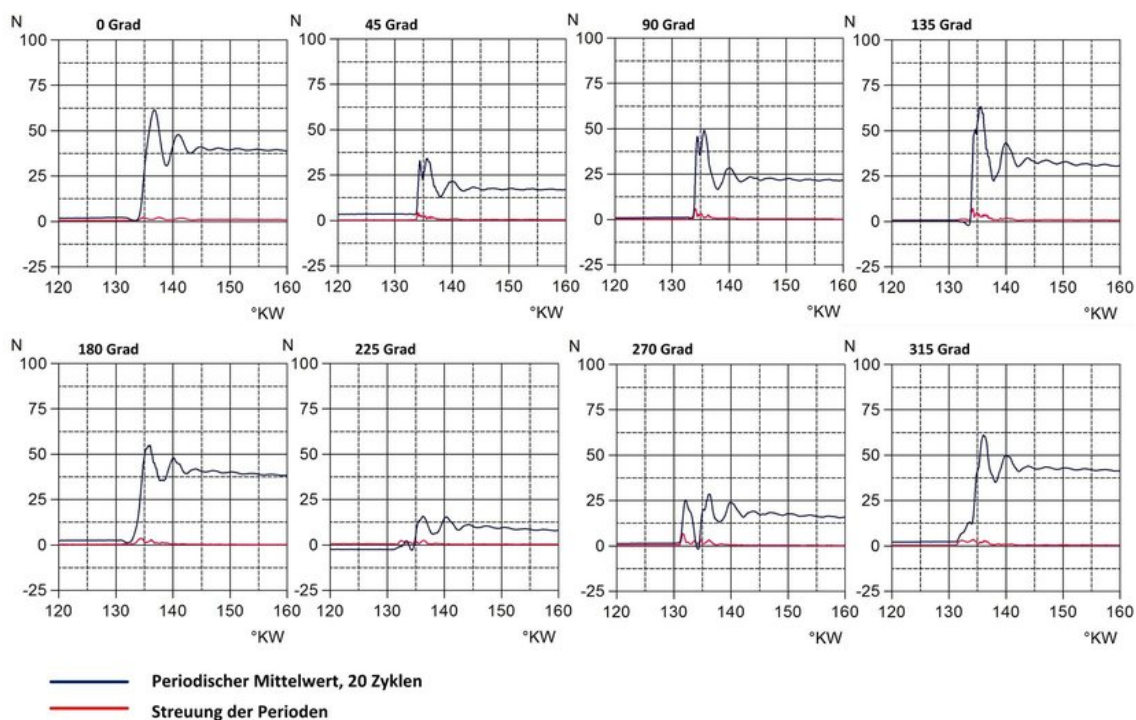 N 0 Grad N 45 Grad N 90 Grad N 135 Grad
100 100 100 100
75 75 75 75
50 50 50 50
25 25 25 25
0 0 0 0
-25 -25 -25 -25
120 130 140 150 160 120 130 140 150 160 120 130 140 150 160 120 130 140 150 160
°KW °KW °KW °KW
N 180 Grad N 225 Grad N 270 Grad N 315 Grad
100 100 100 100
75 75 75 75
50 50 50 50
25 25 25 25
0 0 0 0
-25 -25 -25 -25
120 130 140 150 160 120 130 140 150 160 120 130 140 150 160 120 130 140 150 160
°KW °KW °KW °KW
Periodischer Mittelwert, 20 Zyklen
Streuung der Perioden